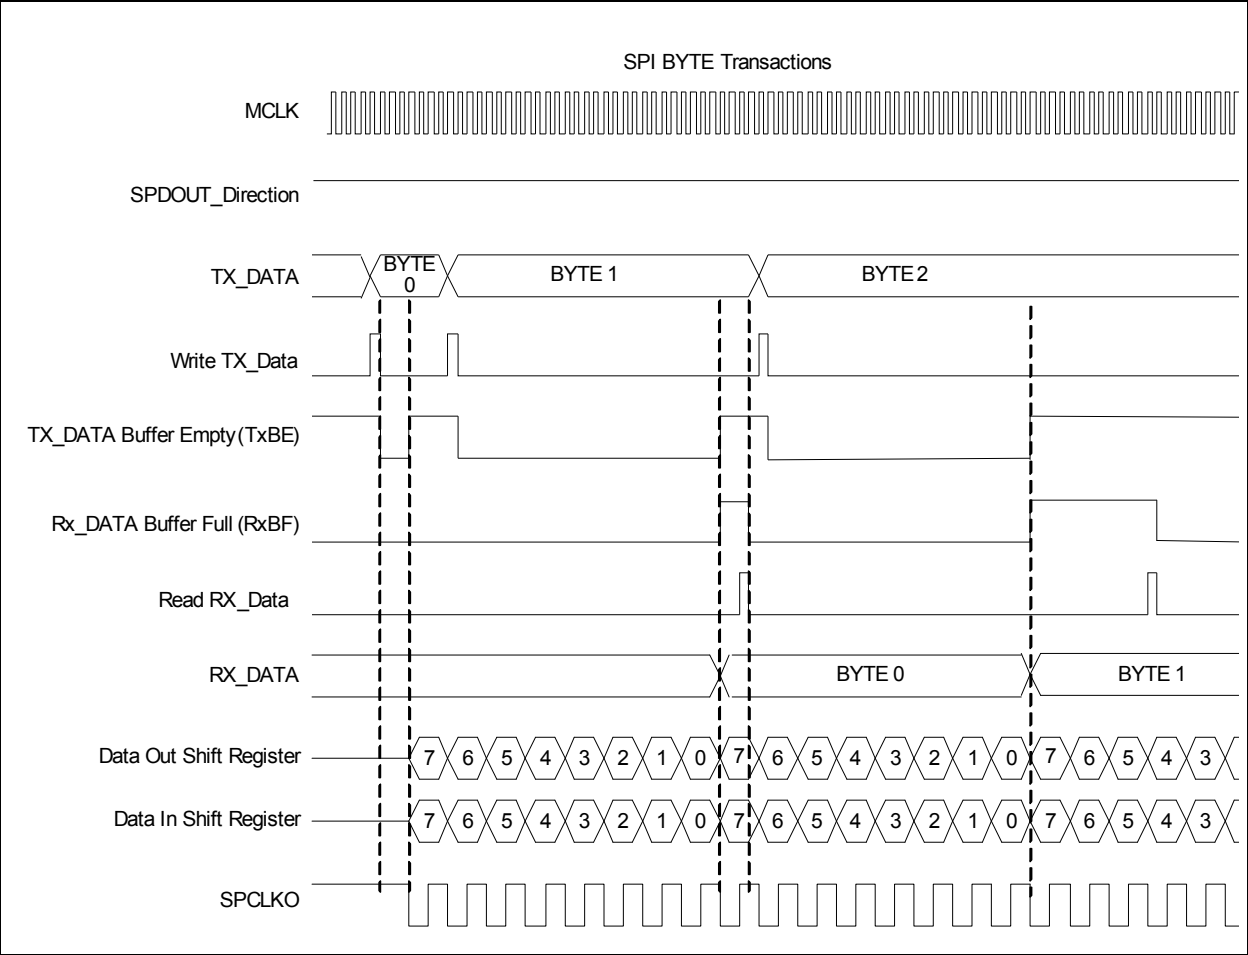 SPI BYTE Transactions
MCLK
SPDOUT_Direction
TX_DATA BYTE 0 BYTE 1 BYTE 2
Write TX_Data
TX_DATA Buffer Empty (TxBE)
Rx_DATA Buffer Full (RxBF)
Read RX_Data
RX_DATA BYTE 0 BYTE 1
Data Out Shift Register 7 6 5 4 3 2 1 0 7 6 5 4 3 2 1 0 7 6 5 4 3
Data In Shift Register 7 6 5 4 3 2 1 0 7 6 5 4 3 2 1 0 7 6 5 4 3
SPCLKO